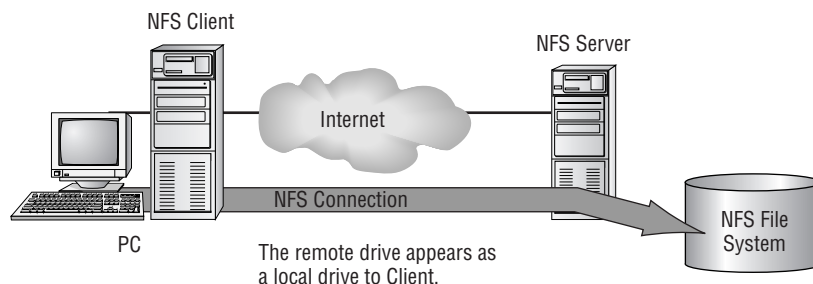 NFS Client
NFS Server
Internet
NFS Connection
NFS File
System
PC
The remote drive appears as
a local drive to Client.